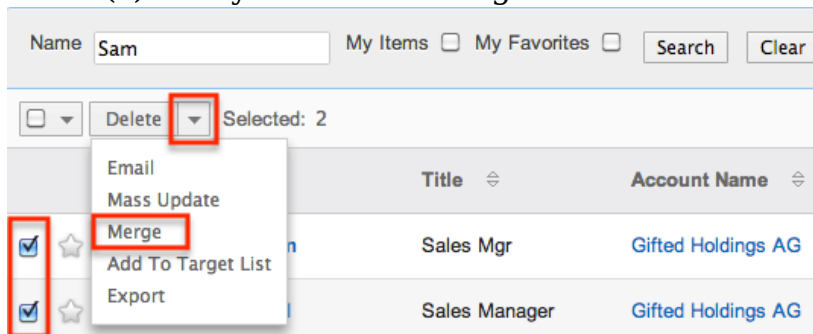 Name Sam My Items My Favorites Search Clear
Delete Selected: 2
Email
Mass Update
Title Account Name
Merge
Sales Mgr Gifted Holdings AG
Add To Target List
Export
Sales Manager Gifted Holdings AG